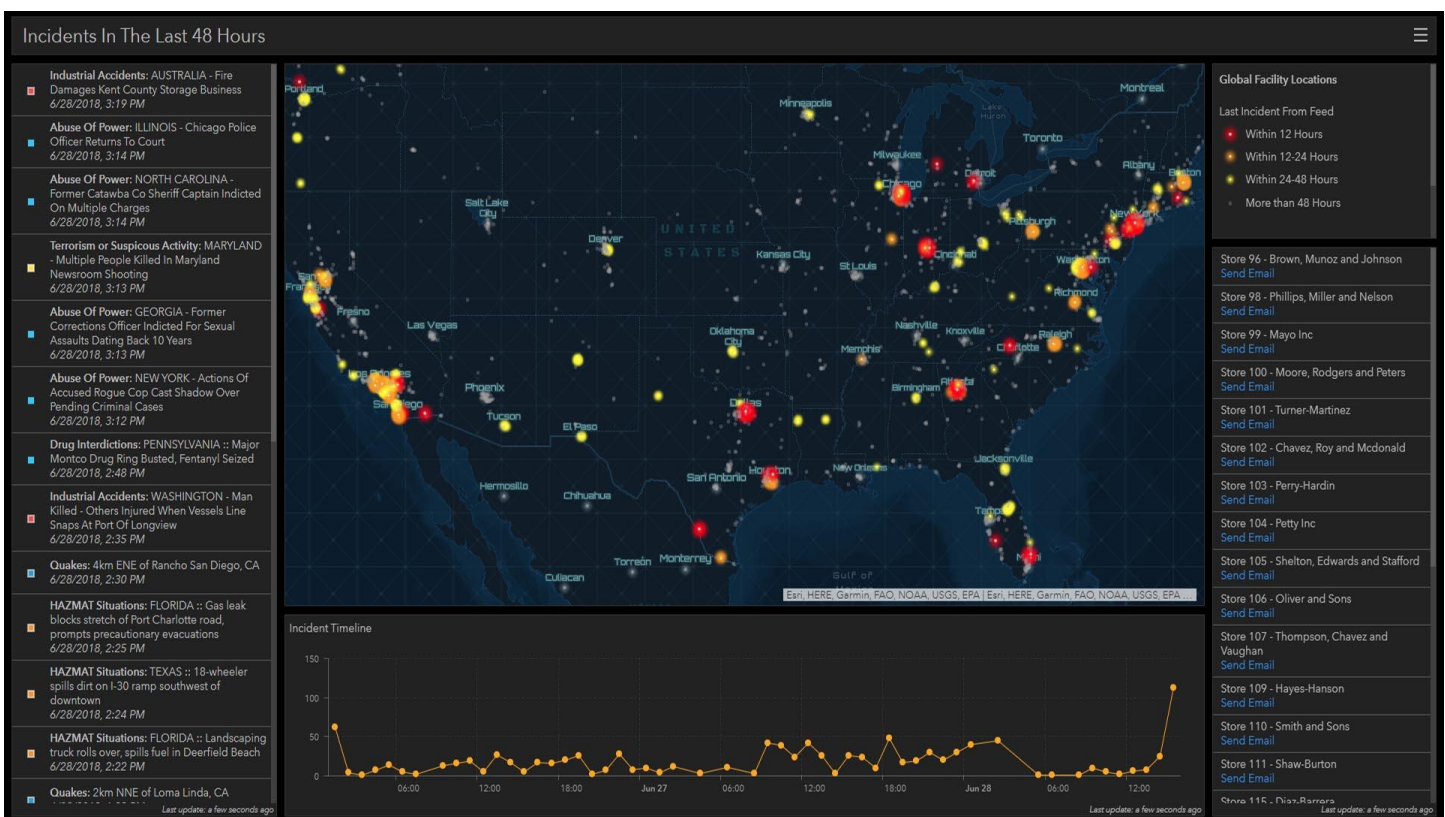 Incidents In The Last 48 Hours
Industrial Accidents: AUSTRALIA - Fire
Damages Kent County Storage Business
6/28/2018, 3:19 PM
Abuse Of Power: ILLINOIS - Chicago Police
Officer Returns To Court
6/28/2018, 3:14 PM
Abuse Of Power: NORTH CAROLINA -
Former Catawba Co Sheriff Captain Indicted
On Multiple Charges
6/28/2018, 3:14 PM
Terrorism or Suspicous Activity: MARYLAND
- Multiple People Killed In Maryland
Newsroom Shooting
6/28/2018, 3:13 PM
Abuse Of Power: GEORGIA - Former
Corrections Officer Indicted For Sexual
Assaults Dating Back 10 Years
6/28/2018, 3:13 PM
Abuse Of Power: NEW YORK - Actions Of
Accused Rogue Cop Cast Shadow Over
Pending Criminal Cases
6/28/2018, 3:12 PM
Drug Interdictions: PENNSYLVANIA :: Major
Montco Drug Ring Busted, Fentanyl Seized
6/28/2018, 2:48 PM
Industrial Accidents: WASHINGTON - Man
Killed - Others Injured When Vessels Line
Snaps At Port Of Longview
6/28/2018, 2:35 PM
Quakes: 4km ENE of Rancho San Diego, CA
6/28/2018, 2:30 PM
HAZMAT Situations: FLORIDA :: Gas leak
blocks stretch of Port Charlotte road,
prompts precautionary evacuations
6/28/2018, 2:25 PM
HAZMAT Situations: TEXAS :: 18-wheeler
spills dirt on I-30 ramp southwest of
downtown
6/28/2018, 2:24 PM
HAZMAT Situations: FLORIDA :: Landscaping
truck rolls over, spills fuel in Deerfield Beach
6/28/2018, 2:22 PM
Quakes: 2km NNE of Loma Linda, CA
Last update: a few seconds ago
Portland
Minneapolis
Montreal
Lake
Huron
Toronto
Milwaukee
Albany
Boston
Detroit
Chicago
Salt Lake
City
New York
Pittsburgh
UNITED
STATES
Denver
Kansas City
St Louis
Cincinnati
Washington
San
Francisco
Richmond
Fresno
Las Vegas
Oklahoma
City
Nashville
Knoxville
Raleigh
Memphis
Charlotte
Los Angeles
Phoenix
Birmingham
Atlanta
San Diego
Tucson
Dallas
El Paso
Jacksonville
Hermosillo
Chihuahua
San Antonio
Houston
New Orleans
Tampa
Torreón
Monterrey
Miami
Culiacan
Gulf of
Esri, HERE, Garmin, FAO, NOAA, USGS, EPA | Esri, HERE, Garmin, FAO, NOAA, USGS, EPA ...
Incident Timeline
150
100
50
0
06:00 12:00 18:00 Jun 27 06:00 12:00 18:00 Jun 28 06:00 12:00
Last update: a few seconds ago
Global Facility Locations
Last Incident From Feed
Within 12 Hours
Within 12-24 Hours
Within 24-48 Hours
More than 48 Hours
Store 96 - Brown, Munoz and Johnson
Send Email
Store 98 - Phillips, Miller and Nelson
Send Email
Store 99 - Mayo Inc
Send Email
Store 100 - Moore, Rodgers and Peters
Send Email
Store 101 - Turner-Martinez
Send Email
Store 102 - Chavez, Roy and Mcdonald
Send Email
Store 103 - Perry-Hardin
Send Email
Store 104 - Petty Inc
Send Email
Store 105 - Shelton, Edwards and Stafford
Send Email
Store 106 - Oliver and Sons
Send Email
Store 107 - Thompson, Chavez and
Vaughan
Send Email
Store 109 - Hayes-Hanson
Send Email
Store 110 - Smith and Sons
Send Email
Store 111 - Shaw-Burton
Send Email
Store 115 - Diaz-Barrera
Last update: a few seconds ago